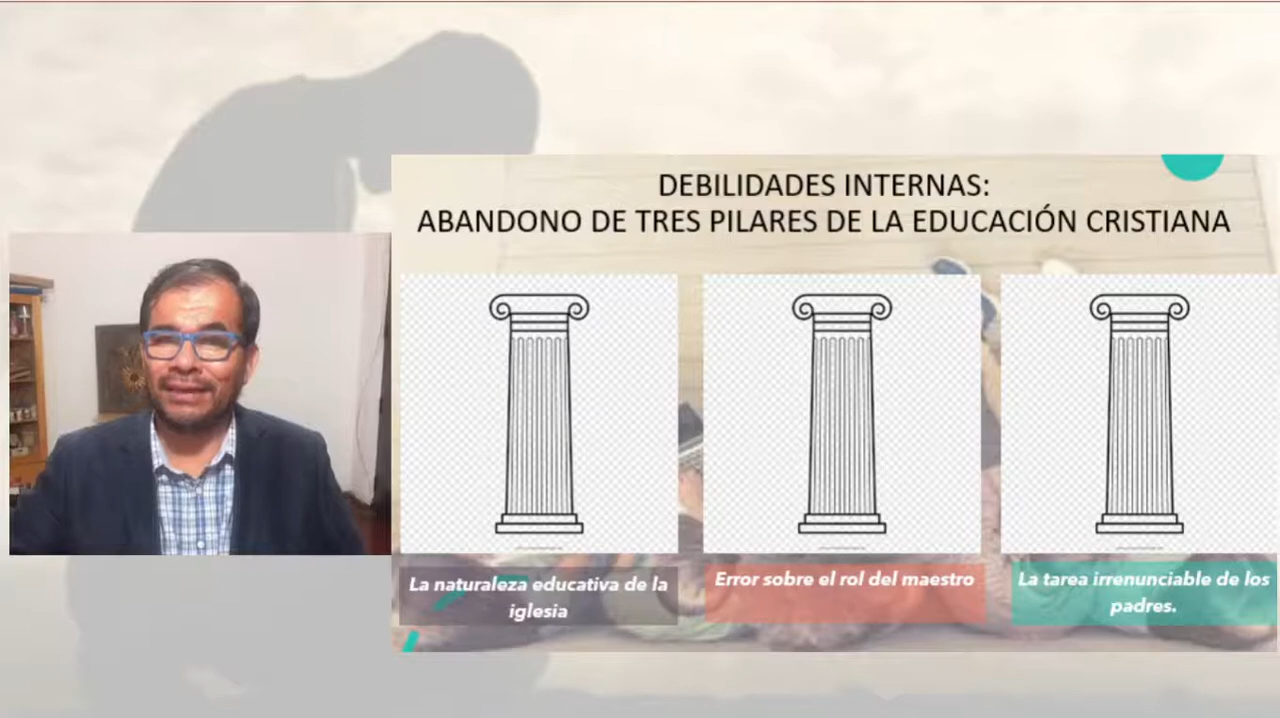 DEBILIDADES INTERNAS:
ABANDONO DE TRES PILARES DE LA EDUCACIÓN CRISTIANA
La naturaleza educativa de la
iglesia
Error sobre el rol del maestro
La tarea irrenunciable de los
padres.